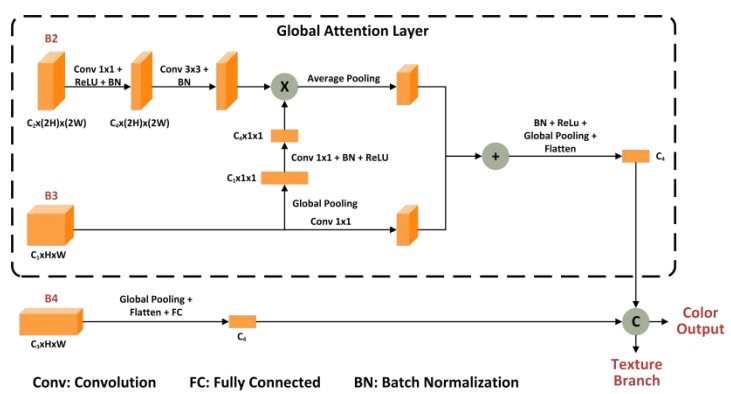 Global Attention Layer
B2
Conv 1x1 +
ReLU + BN
Conv 3x3 +
BN
X
Average Pooling
C₂x(2H)x(2W)
C₄x(2H)x(2W)
C₄x1x1
Conv 1x1 + BN + ReLU
C₁x1x1
BN + ReLu +
Global Pooling +
Flatten
+
C₄
B3
Global Pooling
Conv 1x1
C₁xHxW
B4
Global Pooling +
Flatten + FC
C₃xHxW
C₄
C
Color
Output
Texture
Branch
Conv: Convolution
FC: Fully Connected
BN: Batch Normalization